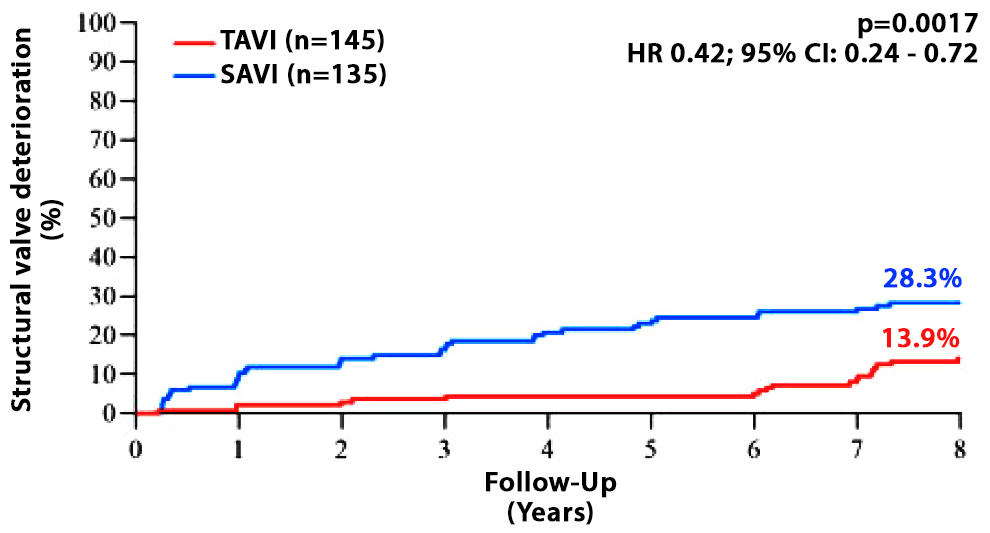 p=0.0017
HR 0.42; 95% CI: 0.24 - 0.72
TAVI (n=145)
SAVI (n=135)
Structural valve deterioration
(%)
100
90
80
70
60
50
40
30
20
10
0
28.3%
13.9%
0 1 2 3 4 5 6 7 8
Follow-Up
(Years)